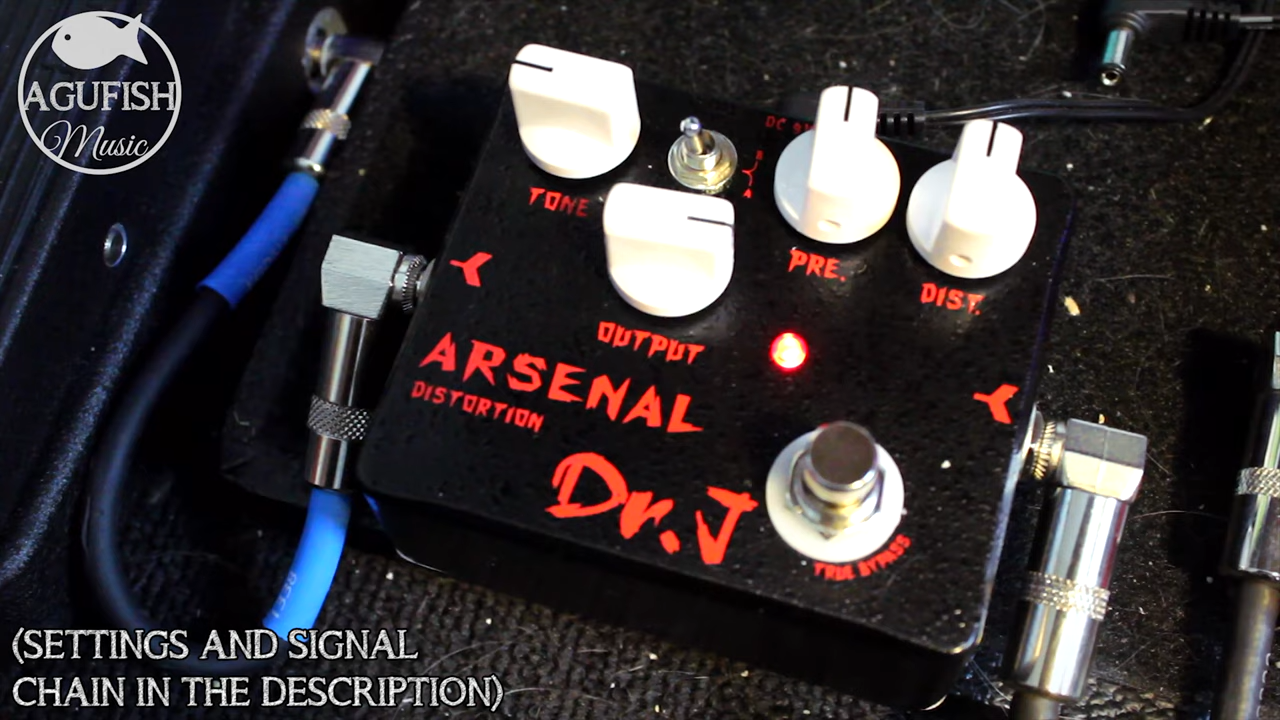 AGUFISH
Music
TONE
OUTPUT
B
A
PRE.
DIST.
ARSENAL
DISTORTION
Dr.J
TRUE BYPASS
(SETTINGS AND SIGNAL
CHAIN IN THE DESCRIPTION)